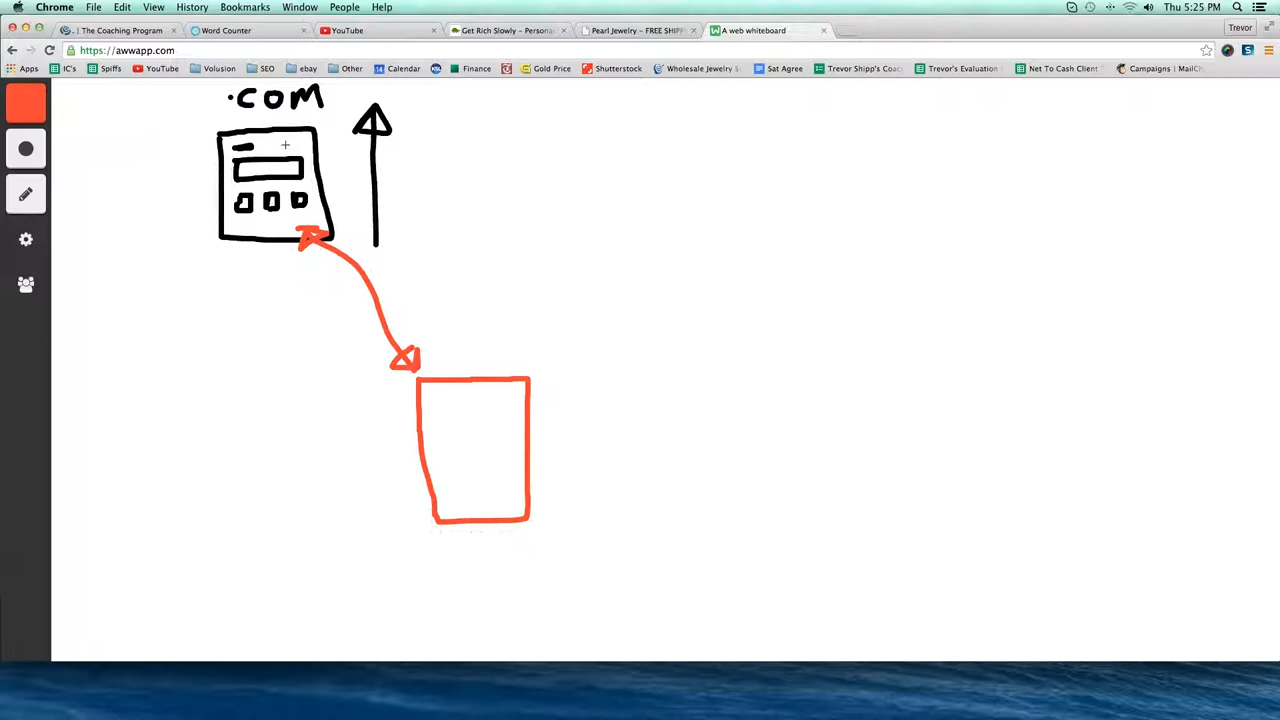 Chrome File Edit View History Bookmarks Window People Help Thu 5:25 PM
. | The Coaching Program Word Counter YouTube Get Rich Slowly – Persona Pearl Jewelry – FREE SHIPP A web whiteboard Trevor
https://awwapp.com
Apps IC's Spiffs YouTube Volusion SEO ebay Other Calendar Finance Gold Price Shutterstock Wholesale Jewelry S Sat Agree Trevor Shipp's Coac Trevor's Evaluation Net To Cash Client Campaigns | MailCh
.COM